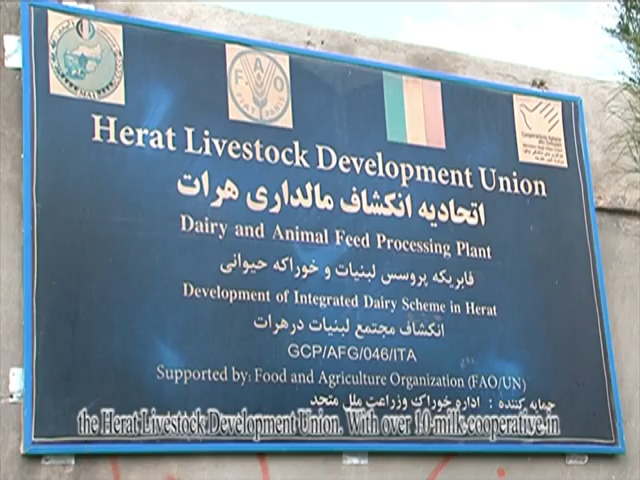 Herat Livestock Development Union
اتحادیه انکشاف مالداری هرات
Dairy and Animal Feed Processing Plant
فابریکه پروسس لبنیات و خوراکه حیوانی
Development of Integrated Dairy Scheme in Herat
انکشاف مجتمع لبنیات در هرات
GCP/AFG/046/ITA
Supported by: Food and Agriculture Organization (FAO/UN)
حمایه کننده : اداره خوراک وزراعت ملل متحد
the Herat Livestock Development Union. With over 10 milk cooperative in